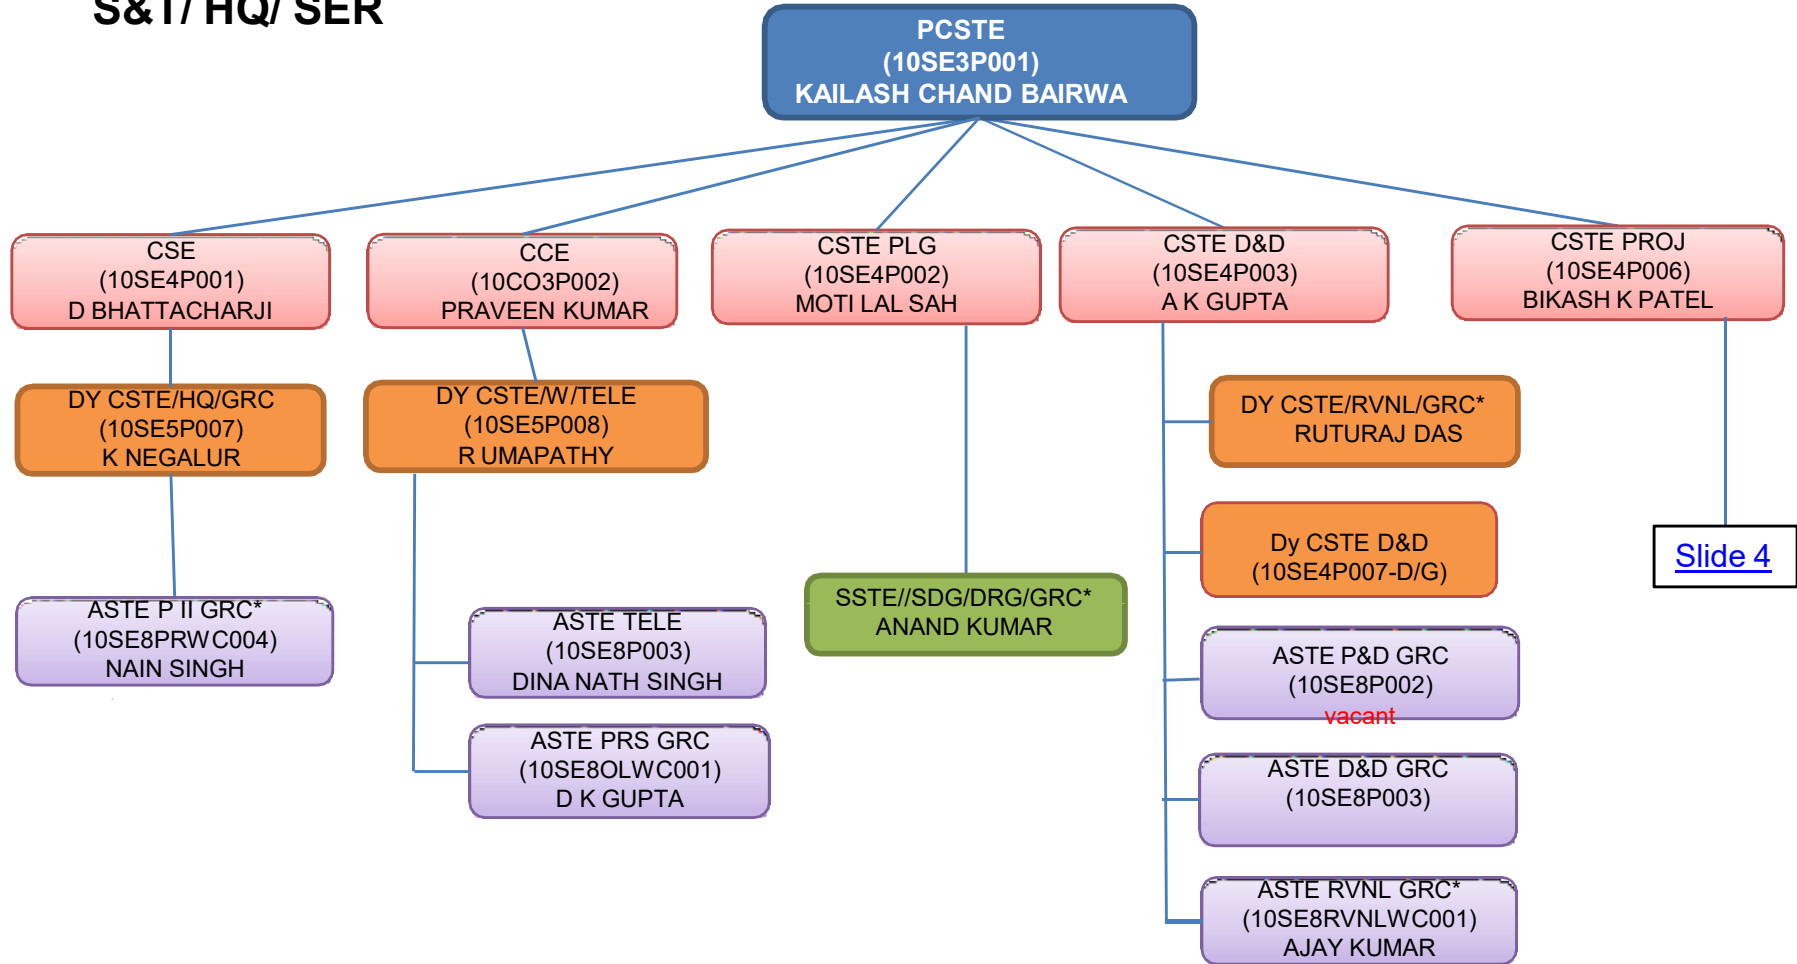 S&T/ HQ/ SER
PCSTE
(10SE3P001)
KAILASH CHAND BAIRWA
CSE
(10SE4P001)
D BHATTACHARJI
CCE
(10CO3P002)
PRAVEEN KUMAR
CSTE PLG
(10SE4P002)
MOTI LAL SAH
CSTE D&D
(10SE4P003)
A K GUPTA
CSTE PROJ
(10SE4P006)
BIKASH K PATEL
DY CSTE/HQ/GRC
(10SE5P007)
K NEGALUR
DY CSTE/W/TELE
(10SE5P008)
R UMAPATHY
DY CSTE/RVNL/GRC*
RUTURAJ DAS
Dy CSTE D&D
(10SE4P007-D/G)
Slide 4
ASTE P II GRC*
(10SE8PRWC004)
NAIN SINGH
ASTE TELE
(10SE8P003)
DINA NATH SINGH
SSTE//SDG/DRG/GRC*
ANAND KUMAR
ASTE P&D GRC
(10SE8P002)
vacant
ASTE PRS GRC
(10SE8OLWC001)
D K GUPTA
ASTE D&D GRC
(10SE8P003)
ASTE RVNL GRC*
(10SE8RVNLWC001)
AJAY KUMAR